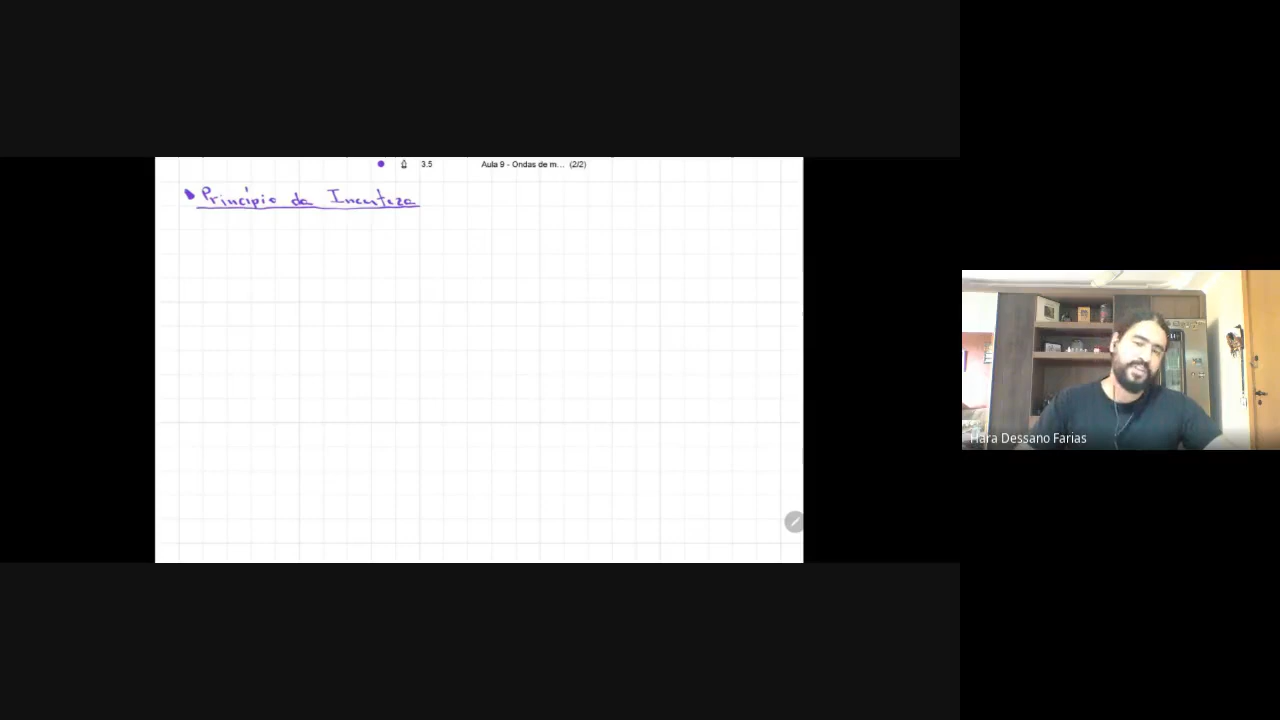 3.5 Aula 9 - Ondas de m... (2/2)
Princípio da Incerteza
Hara Dessano Farias